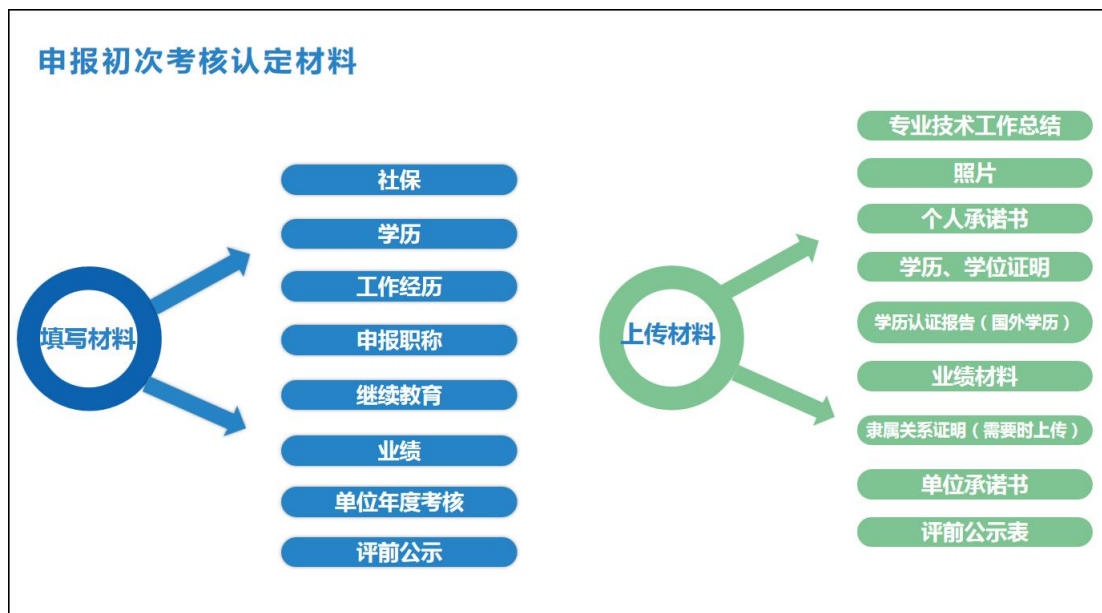 申报初次考核认定材料
填写材料
社保
学历
工作经历
申报职称
继续教育
业绩
单位年度考核
评前公示
上传材料
专业技术工作总结
照片
个人承诺书
学历、学位证明
学历认证报告（国外学历）
业绩材料
隶属关系证明（需要时上传）
单位承诺书
评前公示表